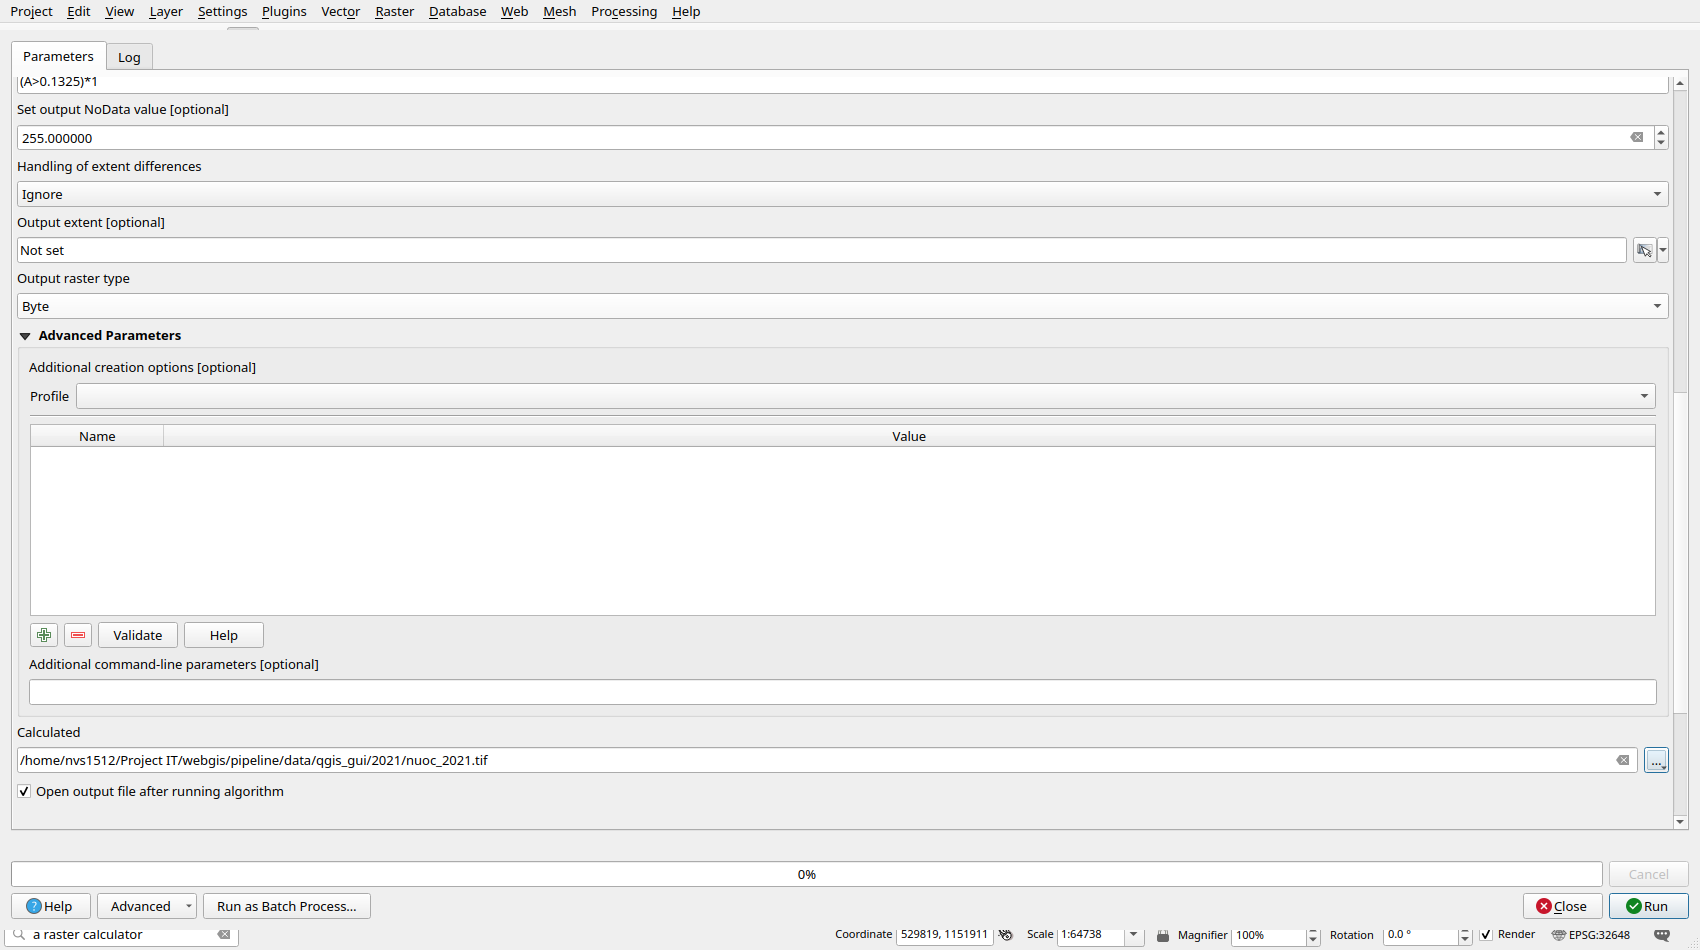 Project Edit View Layer Settings Plugins Vector Raster Database Web Mesh Processing Help
Parameters Log
(A>0.1325)*1
Set output NoData value [optional]
255.000000
Handling of extent differences
Ignore
Output extent [optional]
Not set
Output raster type
Byte
Advanced Parameters
Additional creation options [optional]
Profile
Name Value
Validate Help
Additional command-line parameters [optional]
Calculated
/home/nvs1512/Project IT/webgis/pipeline/data/qgis_gui/2021/nuoc_2021.tif
...
Open output file after running algorithm
0% Cancel
Help Advanced Run as Batch Process... Close Run
a raster calculator Coordinate 529819, 1151911 Scale 1:64738 Magnifier 100% Rotation 0.0 ° Render EPSG:32648